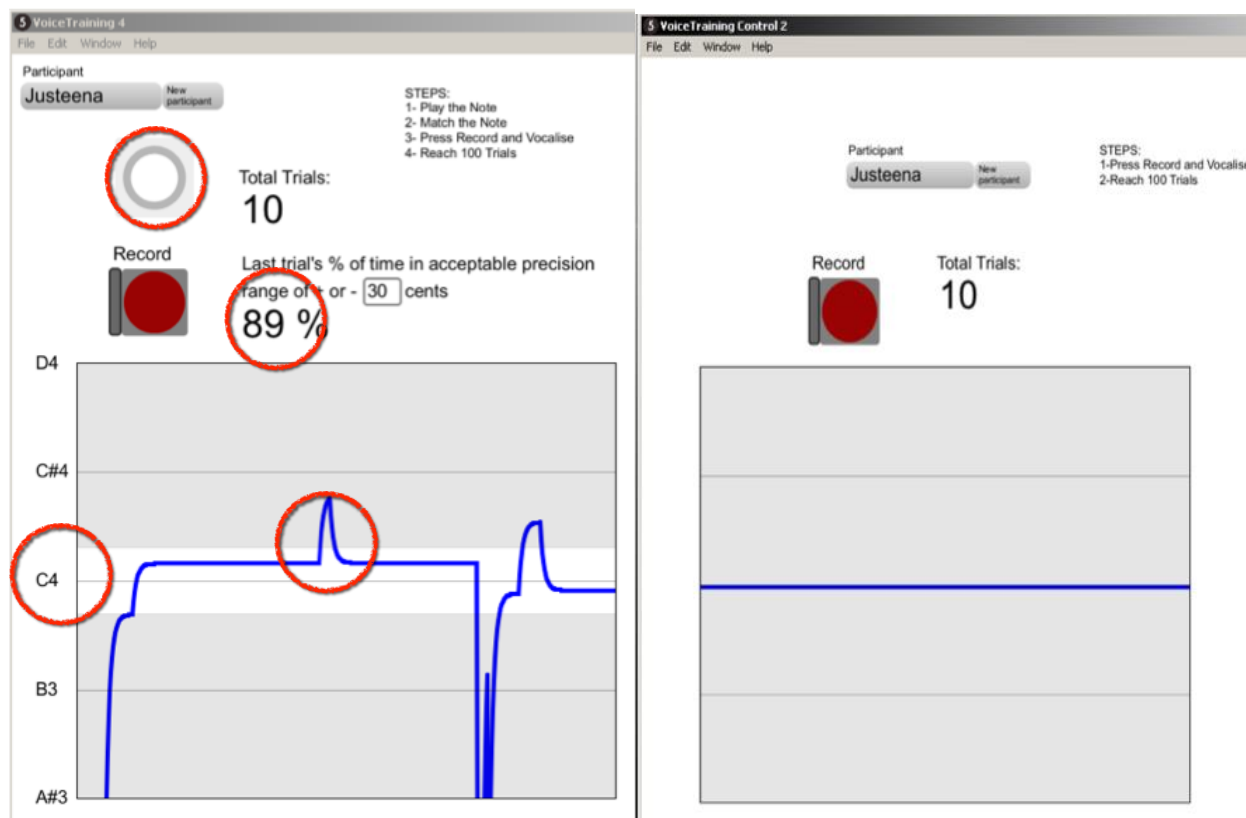 5 VoiceTraining 4
File Edit Window Help
Participant
Justeena
New
participant
STEPS:
1- Play the Note
2- Match the Note
3- Press Record and Vocalise
4- Reach 100 Trials
Total Trials:
10
Record
Last trial's % of time in acceptable precision
range of + or - 30 cents
89 %
D4
C#4
C4
B3
A#3
5 VoiceTraining Control 2
File Edit Window Help
Participant
Justeena
New
participant
STEPS:
1-Press Record and Vocalise
2-Reach 100 Trials
Record
Total Trials:
10